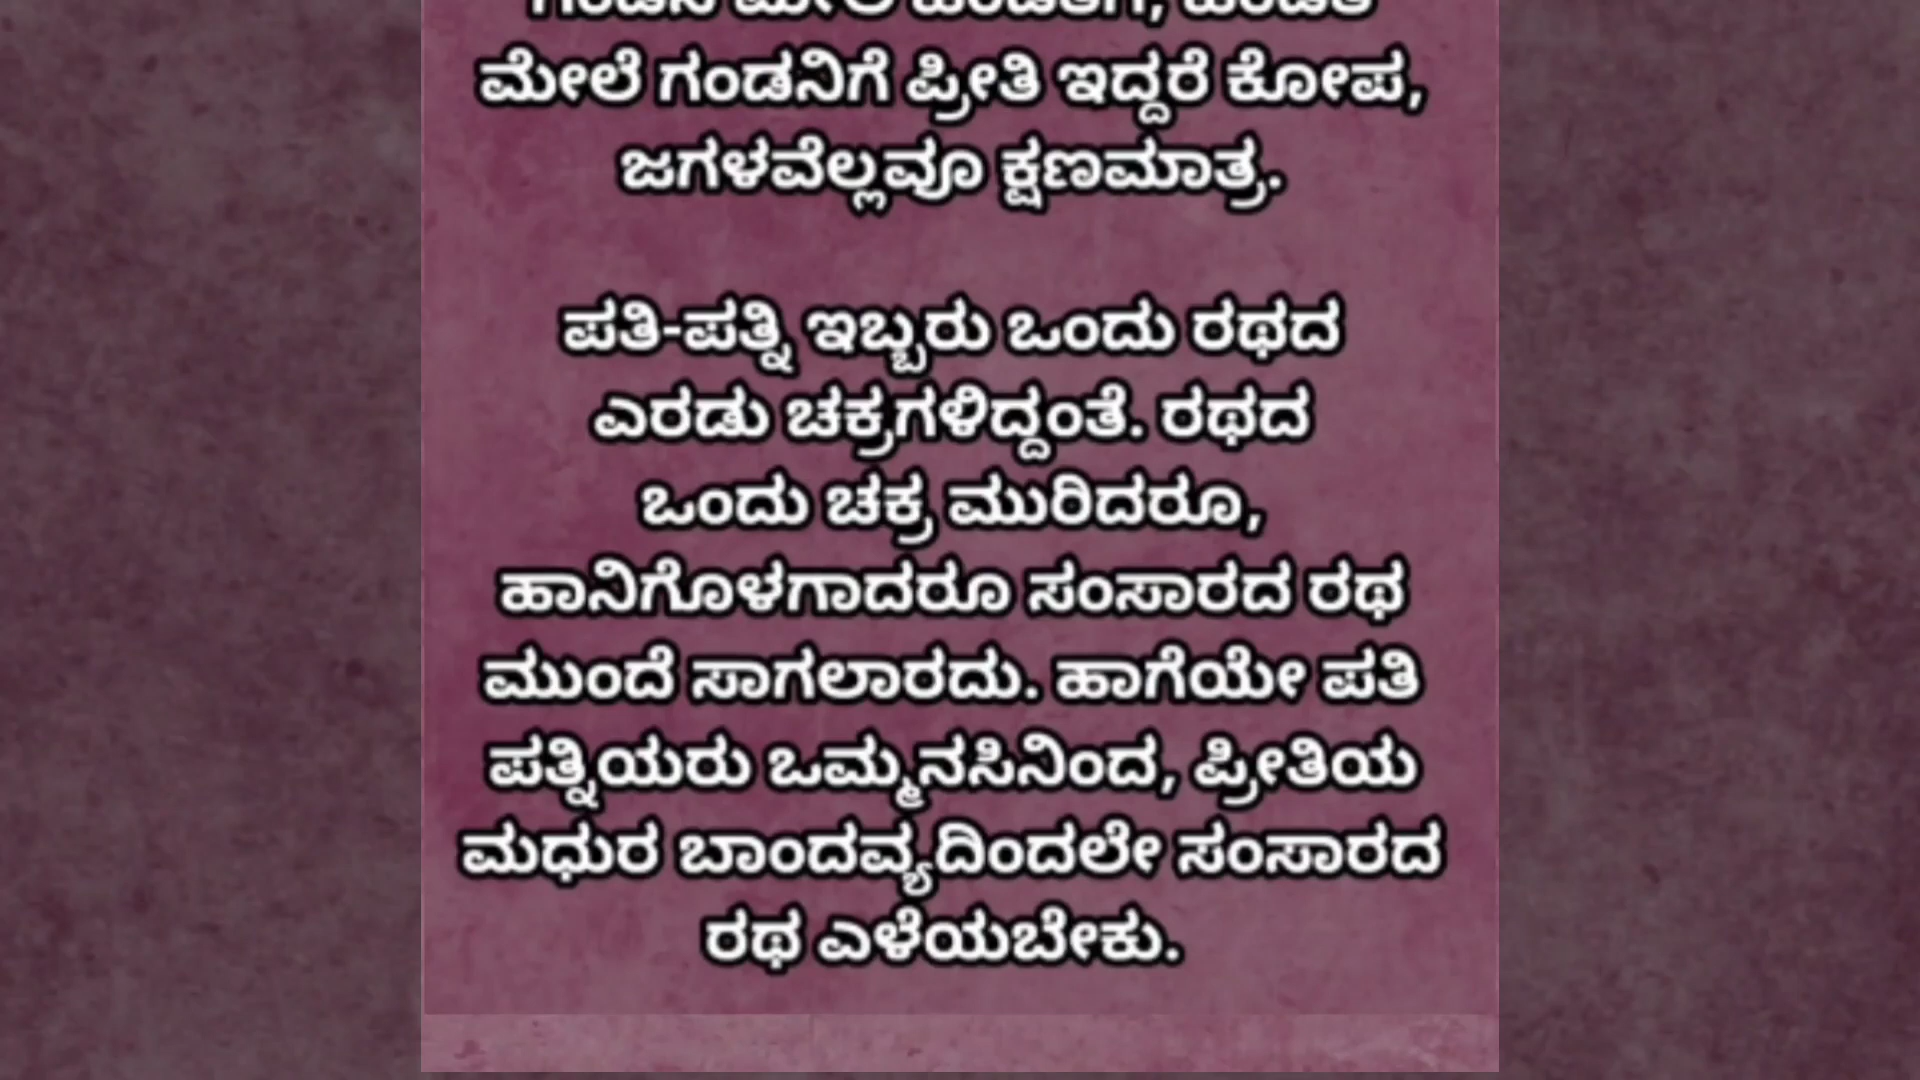 ಮೇಲೆ ಗಂಡನಿಗೆ ಪ್ರೀತಿ ಇದ್ದರೆ ಕೋಪ,
ಜಗಳವೆಲ್ಲವೂ ಕ್ಷಣಮಾತ್ರ.
ಪತಿ-ಪತ್ನಿ ಇಬ್ಬರು ಒಂದು ರಥದ
ಎರಡು ಚಕ್ರಗಳಿದ್ದಂತೆ. ರಥದ
ಒಂದು ಚಕ್ರ ಮುರಿದರೂ,
ಹಾನಿಗೊಳಗಾದರೂ ಸಂಸಾರದ ರಥ
ಮುಂದೆ ಸಾಗಲಾರದು. ಹಾಗೆಯೇ ಪತಿ
ಪತ್ನಿಯರು ಒಮ್ಮನಸಿನಿಂದ, ಪ್ರೀತಿಯ
ಮಧುರ ಬಾಂದವ್ಯದಿಂದಲೇ ಸಂಸಾರದ
ರಥ ಎಳೆಯಬೇಕು.